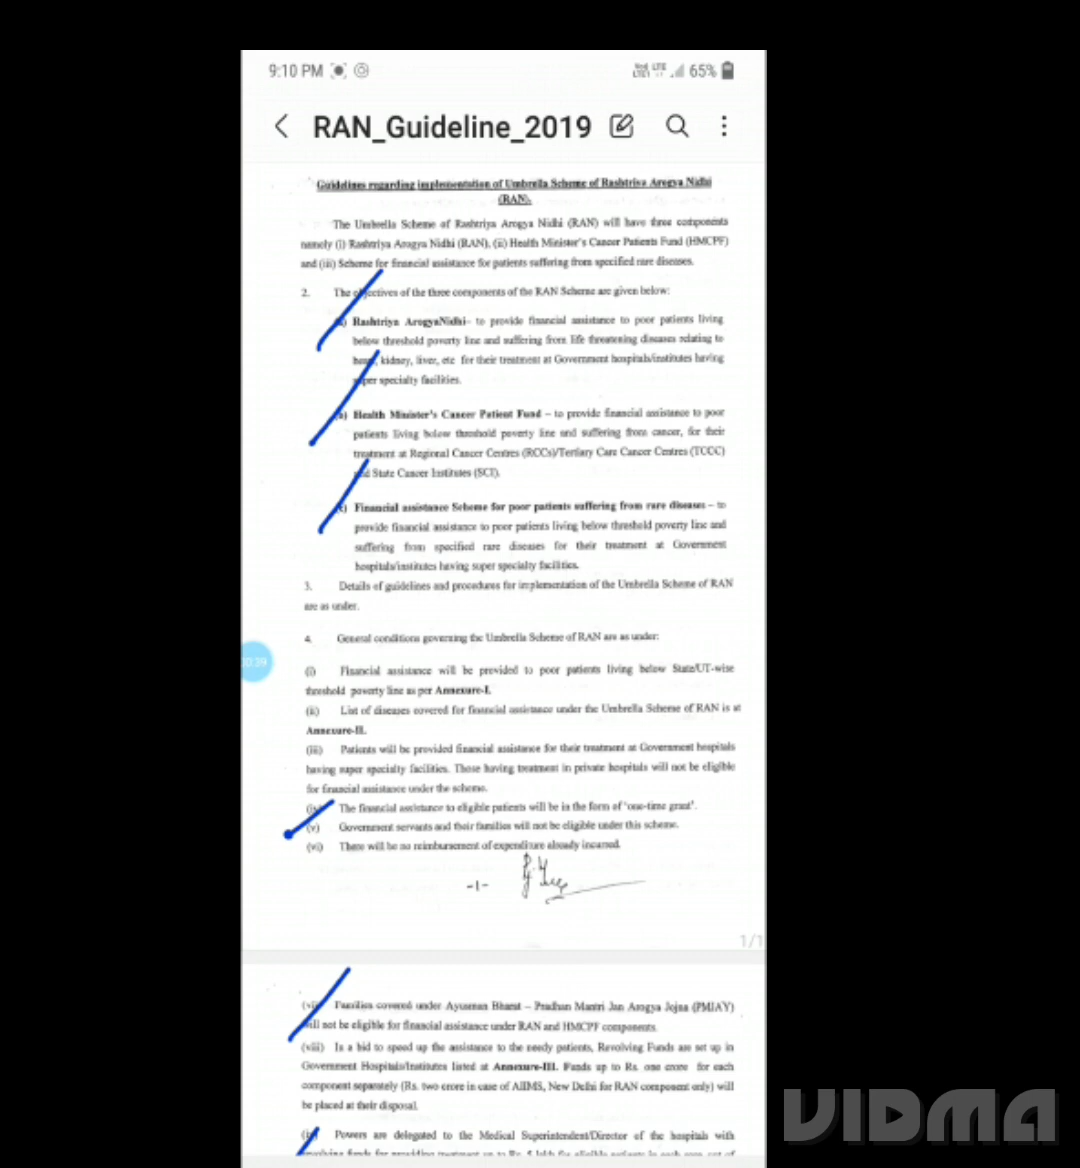 9:10 PM
65%
RAN_Guideline_2019
Guidelines regarding implementation of Umbrella Scheme of Rashtriya Arogya Nidhi
(RAN).
The Umbrella Scheme of Rashtriya Arogya Nidhi (RAN) will have three components
namely (i) Rashtriya Arogya Nidhi (RAN), (ii) Health Minister's Cancer Patients Fund (HMCPF)
and (iii) Scheme for financial assistance for patients suffering from specified rare diseases.
2. The objectives of the three components of the RAN Scheme are given below:
Rashtriya ArogyaNidhi- to provide financial assistance to poor patients living
below threshold poverty line and suffering from life threatening diseases relating to
heart, kidney, liver, etc for their treatment at Government hospitals/institutes having
super specialty facilities.
Health Minister's Cancer Patient Fund – to provide financial assistance to poor
patients living below threshold poverty line and suffering from cancer, for their
treatment at Regional Cancer Centres (RCCs)/Tertiary Care Cancer Centres (TCCC)
and State Cancer Institutes (SCI).
Financial assistance Scheme for poor patients suffering from rare diseases – to
provide financial assistance to poor patients living below threshold poverty line and
suffering from specified rare diseases for their treatment at Government
hospitals/institutes having super specialty facilities.
3. Details of guidelines and procedures for implementation of the Umbrella Scheme of RAN
are as under.
4. General conditions governing the Umbrella Scheme of RAN are as under:
(i) Financial assistance will be provided to poor patients living below State/UT-wise
threshold poverty line as per Annexure-I.
(ii) List of diseases covered for financial assistance under the Umbrella Scheme of RAN is at
Annexure-II.
(iii) Patients will be provided financial assistance for their treatment at Government hospitals
having super specialty facilities. Those having treatment in private hospitals will not be eligible
for financial assistance under the scheme.
(iv) The financial assistance to eligible patients will be in the form of 'one-time grant'.
(v) Government servants and their families will not be eligible under this scheme.
(vi) There will be no reimbursement of expenditure already incurred.
-1-
1/1
(vii) Families covered under Ayusman Bharat – Pradhan Mantri Jan Arogya Jojna (PMJAY)
will not be eligible for financial assistance under RAN and HMCPF components.
(viii) In a bid to speed up the assistance to the needy patients, Revolving Funds are set up in
Government Hospitals/Institutes listed at Annexure-III. Funds up to Rs. one crore for each
component separately (Rs. two crore in case of AIIMS, New Delhi for RAN component only) will
be placed at their disposal.
Powers are delegated to the Medical Superintendent/Director of the hospitals with
VIDMA